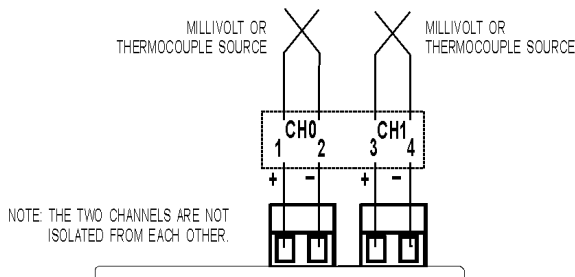 MILLIVOLT OR
THERMOCOUPLE SOURCE
MILLIVOLT OR
THERMOCOUPLE SOURCE
CH0
CH1
1 2 3 4
+ - + -
NOTE: THE TWO CHANNELS ARE NOT
ISOLATED FROM EACH OTHER.